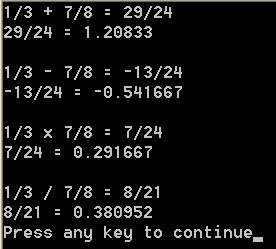 1/3 + 7/8 = 29/24
29/24 = 1.20833
1/3 - 7/8 = -13/24
-13/24 = -0.541667
1/3 x 7/8 = 7/24
7/24 = 0.291667
1/3 / 7/8 = 8/21
8/21 = 0.380952
Press any key to continue_